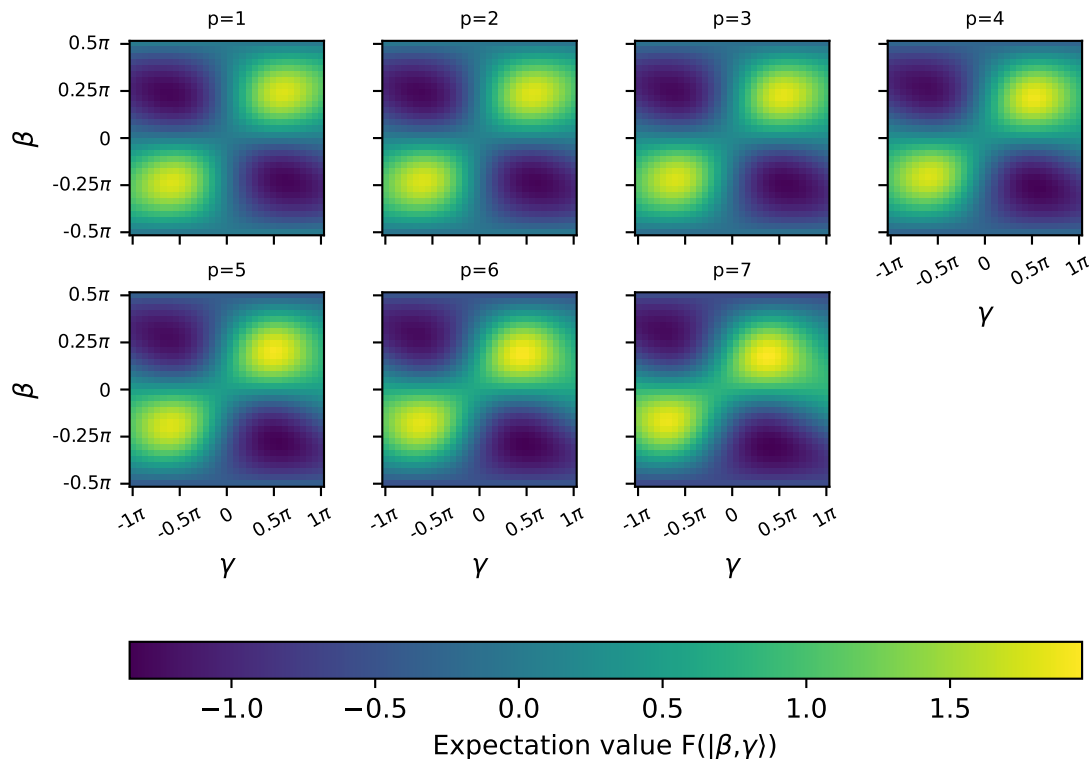 p=1
p=2
p=3
p=4
0.5π
0.25π
0
-0.25π
-0.5π
β
-1π
-0.5π
0
0.5π
1π
γ
p=5
p=6
p=7
0.5π
0.25π
0
-0.25π
-0.5π
β
-1π
-0.5π
0
0.5π
1π
-1π
-0.5π
0
0.5π
1π
-1π
-0.5π
0
0.5π
1π
γ
γ
γ
−1.0
−0.5
0.0
0.5
1.0
1.5
Expectation value F(|β,γ⟩)